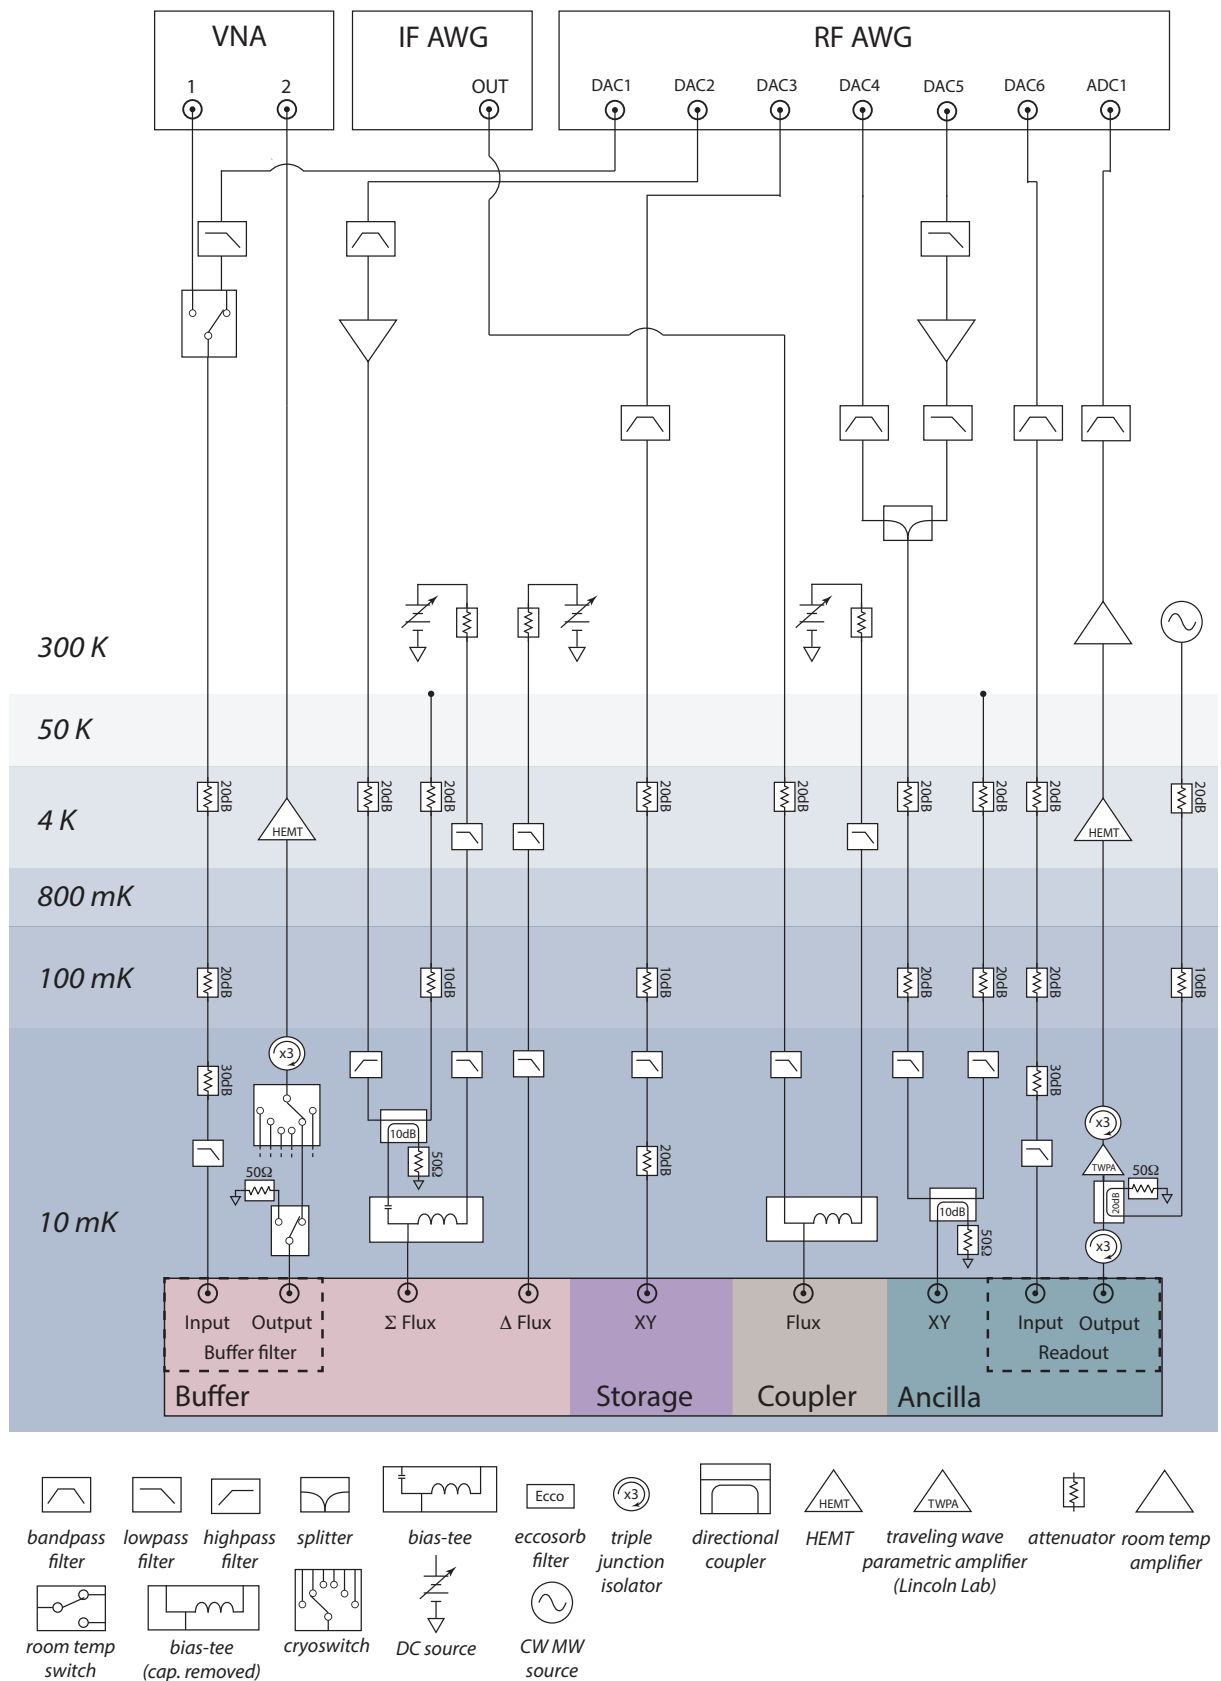 VNA
IF AWG
RF AWG
1
2
OUT
DAC1
DAC2
DAC3
DAC4
DAC5
DAC6
ADC1
300 K
50 K
20dB
20dB
20dB
20dB
20dB
20dB
20dB
20dB
20dB
4 K
HEMT
HEMT
800 mK
100 mK
20dB
10dB
10dB
20dB
20dB
20dB
10dB
x3
30dB
30dB
x3
10dB
50Ω
20dB
TWPA
50Ω
50Ω
20dB
10 mK
10dB
50Ω
x3
Input
Output
Σ Flux
Δ Flux
XY
Flux
XY
Input
Output
Buffer filter
Readout
Buffer
Storage
Coupler
Ancilla
Ecco
x3
HEMT
TWPA
bandpass
filter
lowpass
filter
highpass
filter
splitter
bias-tee
eccosorb
filter
triple
junction
isolator
directional
coupler
HEMT
traveling wave
parametric amplifier
(Lincoln Lab)
attenuator
room temp
amplifier
room temp
switch
bias-tee
(cap. removed)
cryoswitch
DC source
CW MW
source